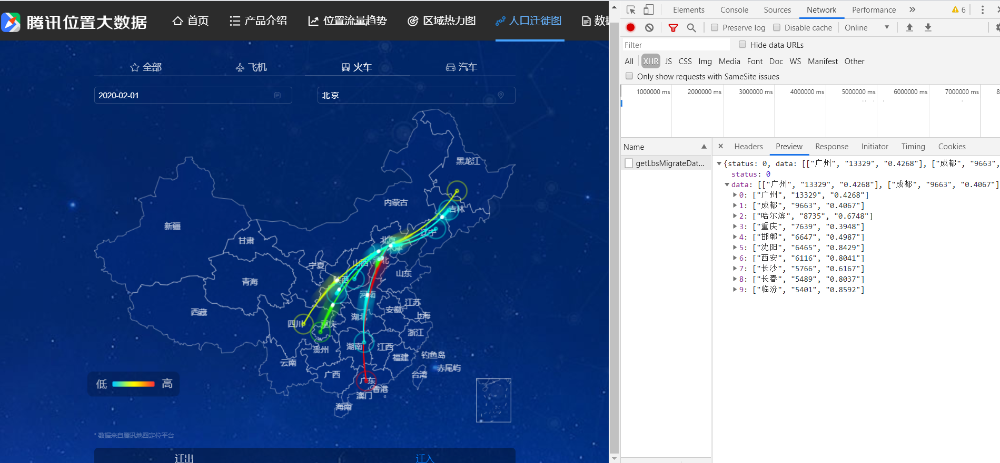 腾讯位置大数据
首页
产品介绍
位置流量趋势
区域热力图
人口迁徙图
全部
飞机
火车
汽车
2020-02-01
北京
黑龙江
内蒙古
吉林
新疆
辽宁
甘肃
北京
天津
宁夏
山西
河北
山东
青海
陕西
河南
江苏
安徽
西藏
上海
湖北
四川
重庆
浙江
贵州
湖南
江西
福建
钓鱼岛
云南
赤尾屿
广西
台湾
广东
香港
澳门
海南
低
高
* 数据来自腾讯地图定位平台
迁出
迁入
Elements
Console
Sources
Network
Performance
»
6
Preserve log
Disable cache
Online
Filter
Hide data URLs
All
XHR
JS
CSS
Img
Media
Font
Doc
WS
Manifest
Other
Only show requests with SameSite issues
1000000 ms
2000000 ms
3000000 ms
4000000 ms
5000000 ms
6000000 ms
7000000 ms
8
Name
getLbsMigrateDat...
×
Headers
Preview
Response
Initiator
Timing
Cookies
{status: 0, data: [["广州", "13329", "0.4268"], ["成都", "9663",
status: 0
data: [["广州", "13329", "0.4268"], ["成都", "9663", "0.4067"]
0: ["广州", "13329", "0.4268"]
1: ["成都", "9663", "0.4067"]
2: ["哈尔滨", "8735", "0.6748"]
3: ["重庆", "7639", "0.3948"]
4: ["邯郸", "6647", "0.4987"]
5: ["沈阳", "6465", "0.8429"]
6: ["西安", "6116", "0.8041"]
7: ["长沙", "5766", "0.6167"]
8: ["长春", "5489", "0.8037"]
9: ["临汾", "5401", "0.8592"]